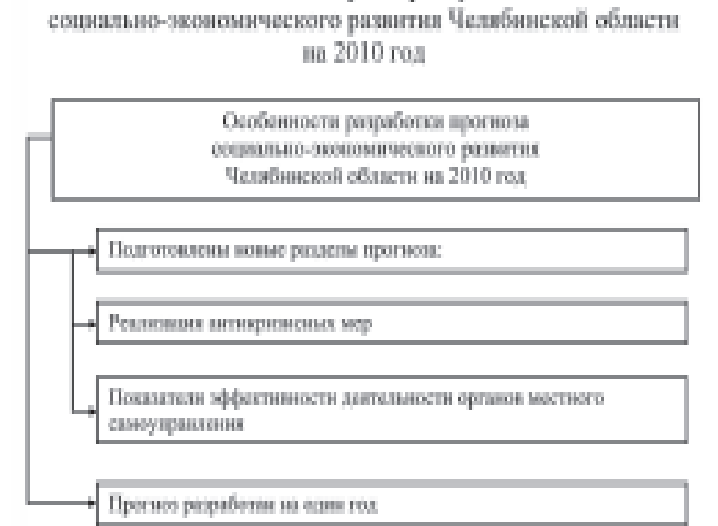 социально-экономического развития Челябинской области
на 2010 год
Особенности разработки прогноза
социально-экономического развития
Челябинской области на 2010 год
Подготовлены новые разделы прогноза:
Реализация антикризисных мер
Показатели эффективности деятельности органов местного
самоуправления
Прогноз разработан на один год